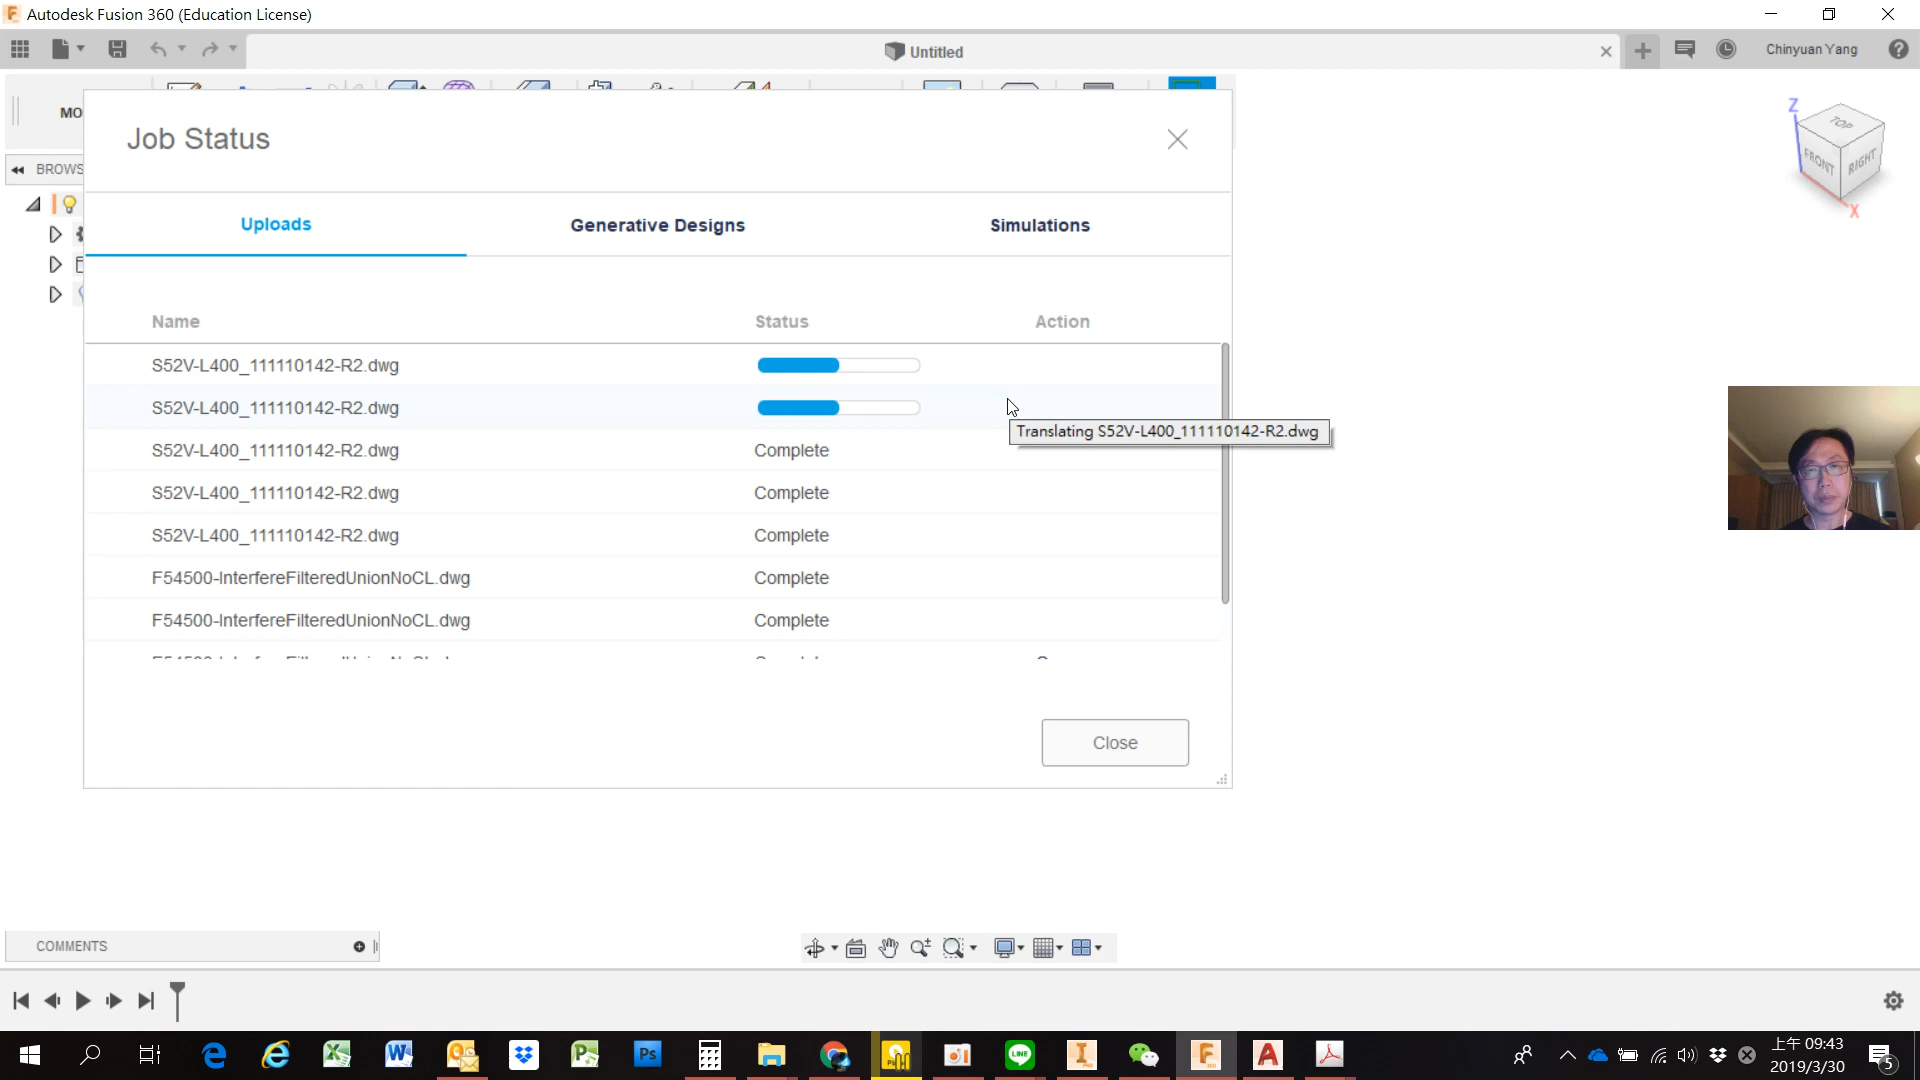 Autodesk Fusion 360 (Education License)
Untitled
Chinyuan Yang
MO
BROWS
Job Status
Uploads
Generative Designs
Simulations
Name Status Action
S52V-L400_111110142-R2.dwg
S52V-L400_111110142-R2.dwg
Translating S52V-L400_111110142-R2.dwg
S52V-L400_111110142-R2.dwg Complete
S52V-L400_111110142-R2.dwg Complete
S52V-L400_111110142-R2.dwg Complete
F54500-InterfereFilteredUnionNoCL.dwg Complete
F54500-InterfereFilteredUnionNoCL.dwg Complete
Close
Z
TOP
FRONT
RIGHT
X
COMMENTS
上午 09:43
2019/3/30
5